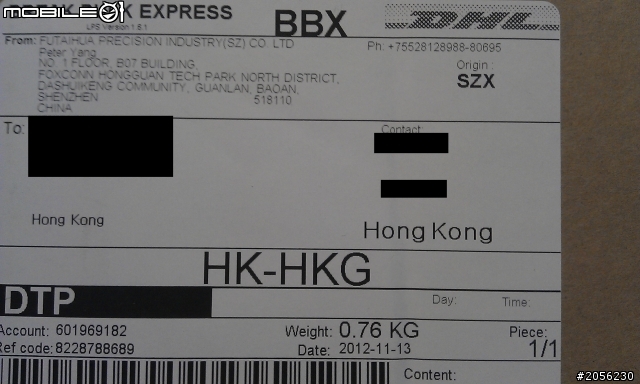 MOBILE01
K EXPRESS
LPS Version 1.8.1
BBX
DHL
From: FUTAIHUA PRECISION INDUSTRY(SZ) CO. LTD
Peter Yang
NO. 1 FLOOR, B07 BUILDING,
FOXCONN HONGGUAN TECH PARK NORTH DISTRICT,
DASHUIKENG COMMUNITY, GUANLAN, BAOAN,
SHENZHEN 518110
CHINA
Ph: +75528128988-80695
Origin :
SZX
To:
Contact:
Hong Kong
Hong Kong
HK-HKG
DTP
Day: Time:
Account: 601969182
Weight: 0.76 KG
Piece:
Ref code: 8228788689
Date: 2012-11-13
1/1
Content:
#2056230